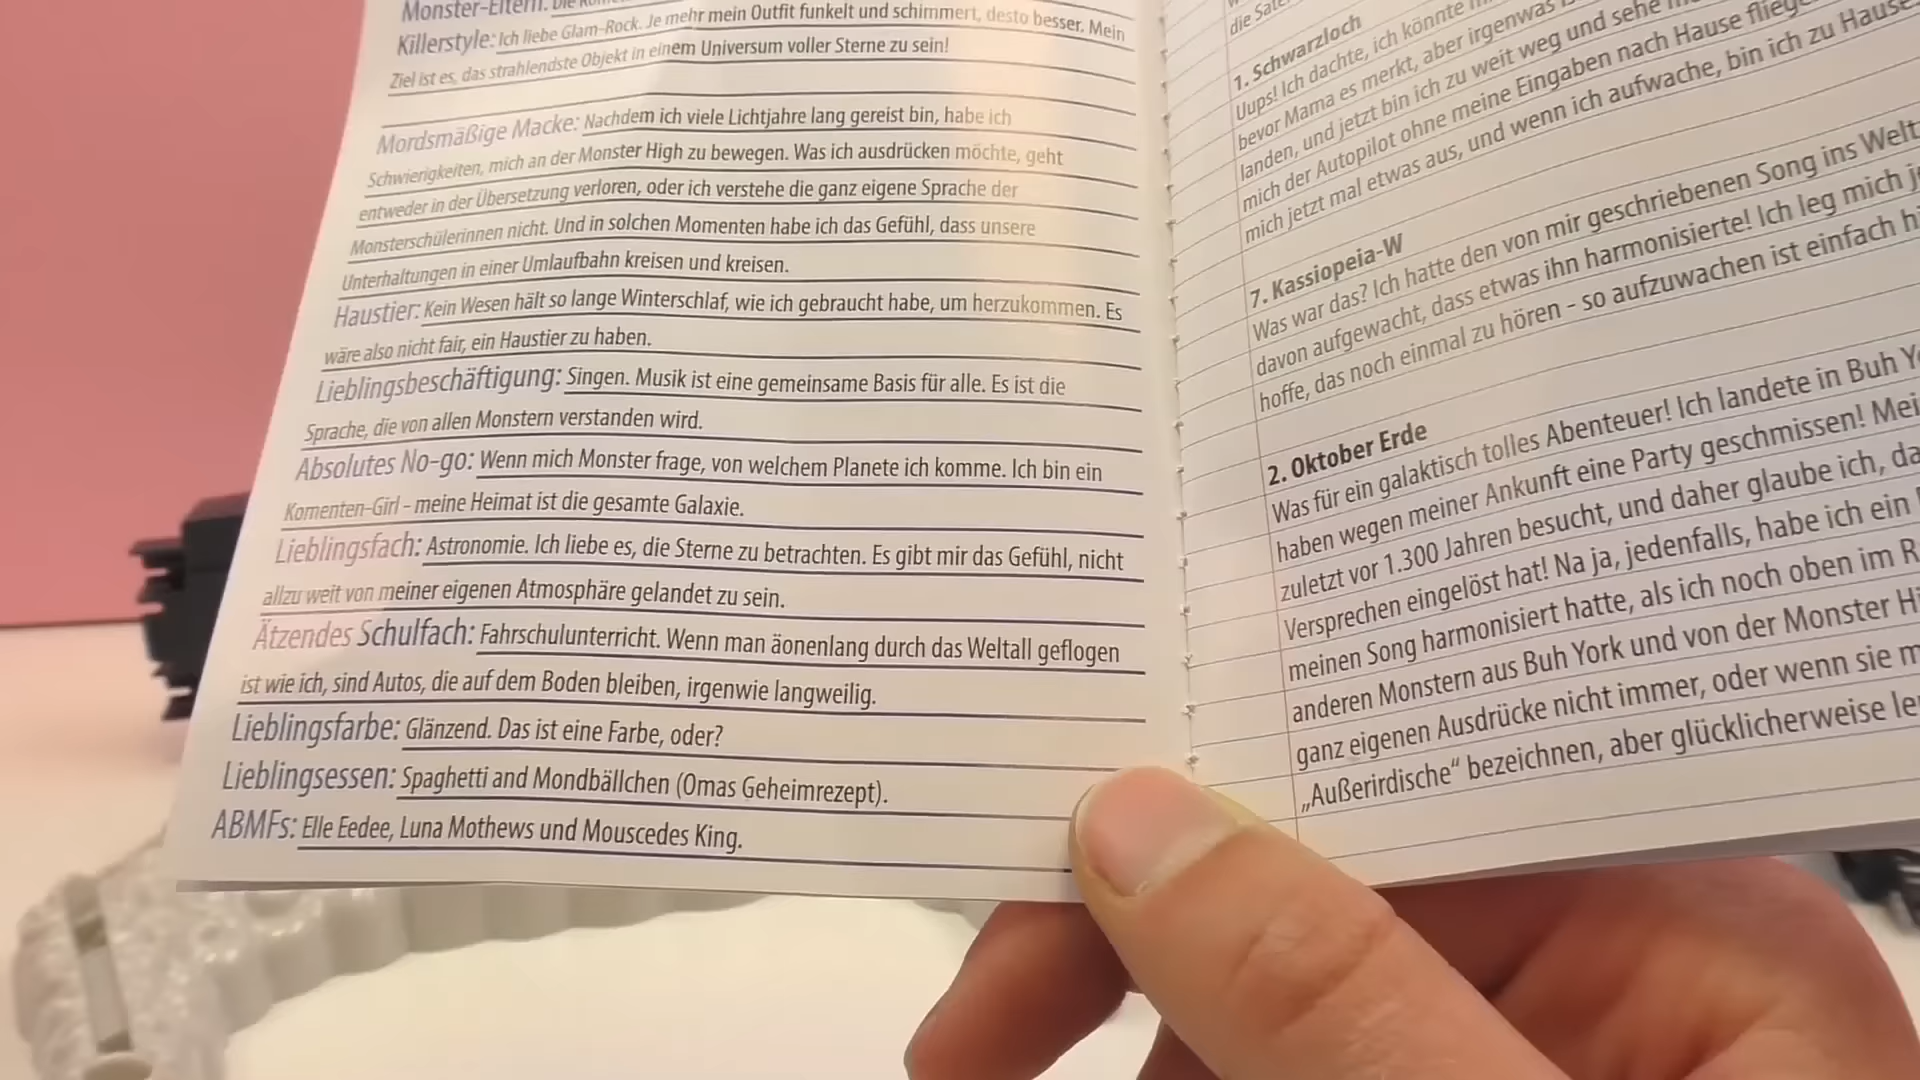 Monster-Eltern: Die
Killerstyle: Ich liebe Glam-Rock. Je mehr mein Outfit funkelt und schimmert, desto besser. Mein
Ziel ist es, das strahlendste Objekt in einem Universum voller Sterne zu sein!
Mordsmäßige Macke: Nachdem ich viele Lichtjahre lang gereist bin, habe ich
Schwierigkeiten, mich an der Monster High zu bewegen. Was ich ausdrücken möchte, geht
entweder in der Übersetzung verloren, oder ich verstehe die ganz eigene Sprache der
Monsterschülerinnen nicht. Und in solchen Momenten habe ich das Gefühl, dass unsere
Unterhaltungen in einer Umlaufbahn kreisen und kreisen.
Haustier: Kein Wesen hält so lange Winterschlaf, wie ich gebraucht habe, um herzukommen. Es
wäre also nicht fair, ein Haustier zu haben.
Lieblingsbeschäftigung: Singen. Musik ist eine gemeinsame Basis für alle. Es ist die
Sprache, die von allen Monstern verstanden wird.
Absolutes No-go: Wenn mich Monster frage, von welchem Planete ich komme. Ich bin ein
Komenten-Girl - meine Heimat ist die gesamte Galaxie.
Lieblingsfach: Astronomie. Ich liebe es, die Sterne zu betrachten. Es gibt mir das Gefühl, nicht
allzu weit von meiner eigenen Atmosphäre gelandet zu sein.
Ätzendes Schulfach: Fahrschulunterricht. Wenn man äonenlang durch das Weltall geflogen
ist wie ich, sind Autos, die auf dem Boden bleiben, irgenwie langweilig.
Lieblingsfarbe: Glänzend. Das ist eine Farbe, oder?
Lieblingsessen: Spaghetti and Mondbällchen (Omas Geheimrezept).
ABMFs: Elle Eedee, Luna Mothews und Mouscedes King.
die
1. Schwarzloch
Uups! Ich dachte, ich könnte
bevor Mama es merkt, aber irgenwas
landen, und jetzt bin ich zu weit weg und sehe
mich der Autopilot ohne meine Eingaben nach Hause
mich jetzt mal etwas aus, und wenn ich aufwache, bin ich zu Hause
7. Kassiopeia-W
Was war das? Ich hatte den von mir geschriebenen Song ins
davon aufgewacht, dass etwas ihn harmonisierte! Ich leg mich
hoffe, das noch einmal zu hören - so aufzuwachen ist einfach
2. Oktober Erde
Was für ein galaktisch tolles Abenteuer! Ich landete in Buh
haben wegen meiner Ankunft eine Party geschmissen!
zuletzt vor 1.300 Jahren besucht, und daher glaube ich,
Versprechen eingelöst hat! Na ja, jedenfalls, habe ich ein
meinen Song harmonisiert hatte, als ich noch oben im
anderen Monstern aus Buh York und von der Monster
ganz eigenen Ausdrücke nicht immer, oder wenn sie
„Außerirdische“ bezeichnen, aber glücklicherweise